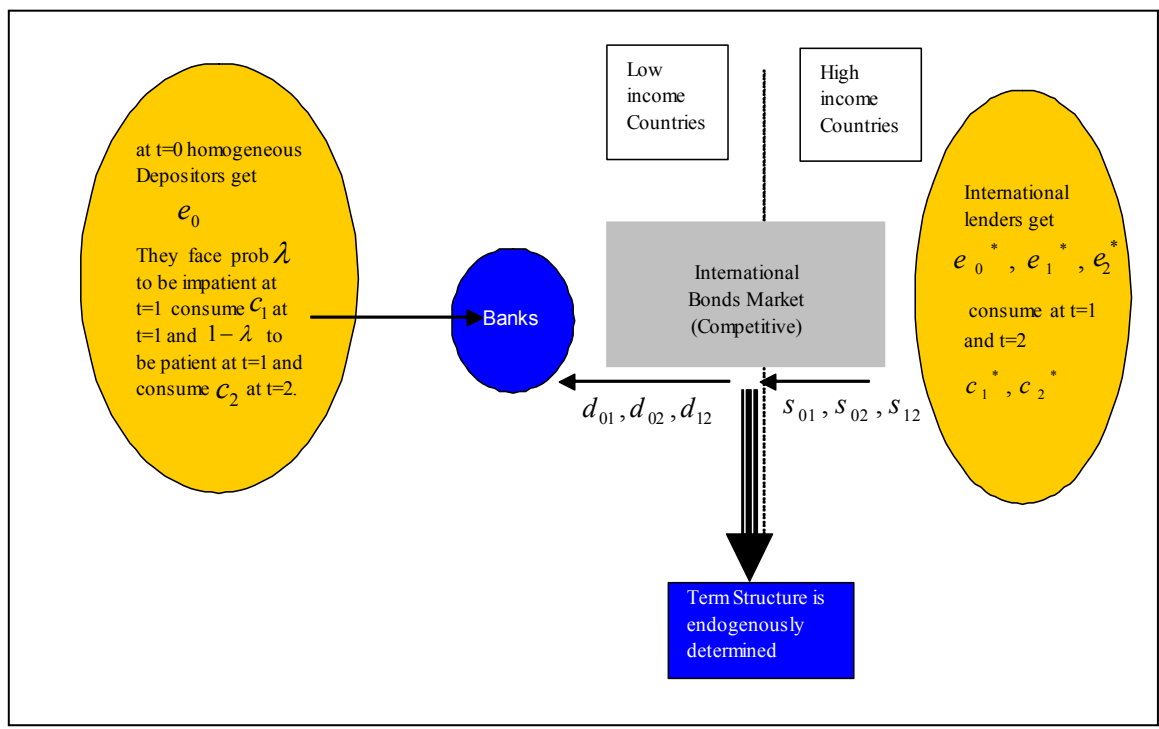 at t=0 homogeneous
Depositors get
e₀
They face prob λ
to be impatient at
t=1 consume c₁ at
t=1 and 1−λ to
be patient at t=1 and
consume c₂ at t=2.
Banks
Low
income
Countries
High
income
Countries
International
Bonds Market
(Competitive)
d₀₁, d₀₂, d₁₂
s₀₁, s₀₂, s₁₂
Term Structure is
endogenously
determined
International
lenders get
e₀*, e₁*, e₂*
consume at t=1
and t=2
c₁*, c₂*